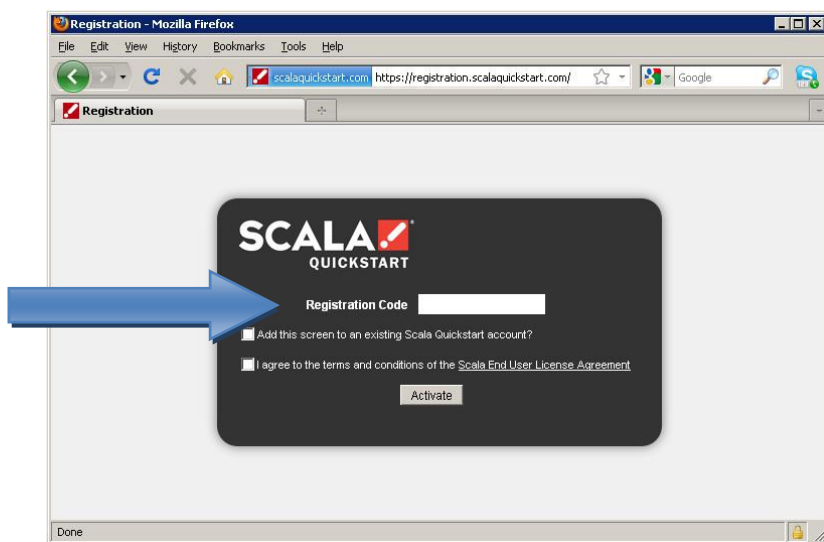 Registration - Mozilla Firefox
File Edit View History Bookmarks Tools Help
scalaquickstart.com https://registration.scalaquickstart.com/ Google
Registration
SCALA
QUICKSTART
Registration Code
Add this screen to an existing Scala Quickstart account?
I agree to the terms and conditions of the Scala End User License Agreement
Activate
Done